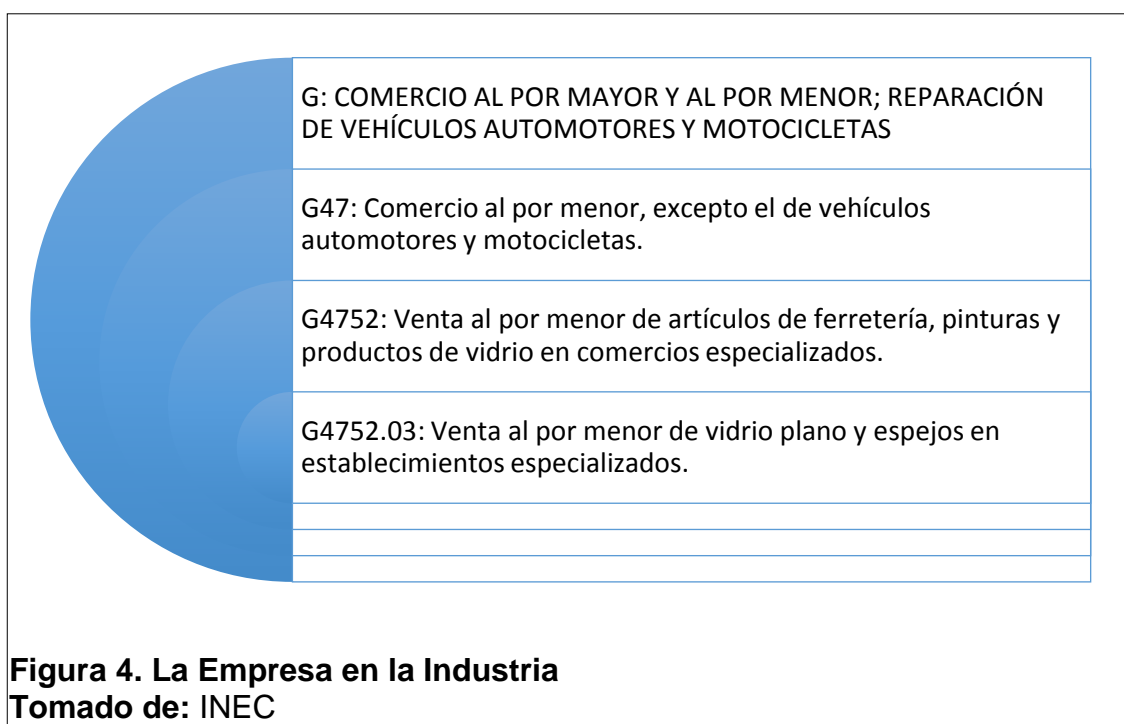 G: COMERCIO AL POR MAYOR Y AL POR MENOR; REPARACIÓN
DE VEHÍCULOS AUTOMOTORES Y MOTOCICLETAS
G47: Comercio al por menor, excepto el de vehículos
automotores y motocicletas.
G4752: Venta al por menor de artículos de ferretería, pinturas y
productos de vidrio en comercios especializados.
G4752.03: Venta al por menor de vidrio plano y espejos en
establecimientos especializados.
Figura 4. La Empresa en la Industria
Tomado de: INEC